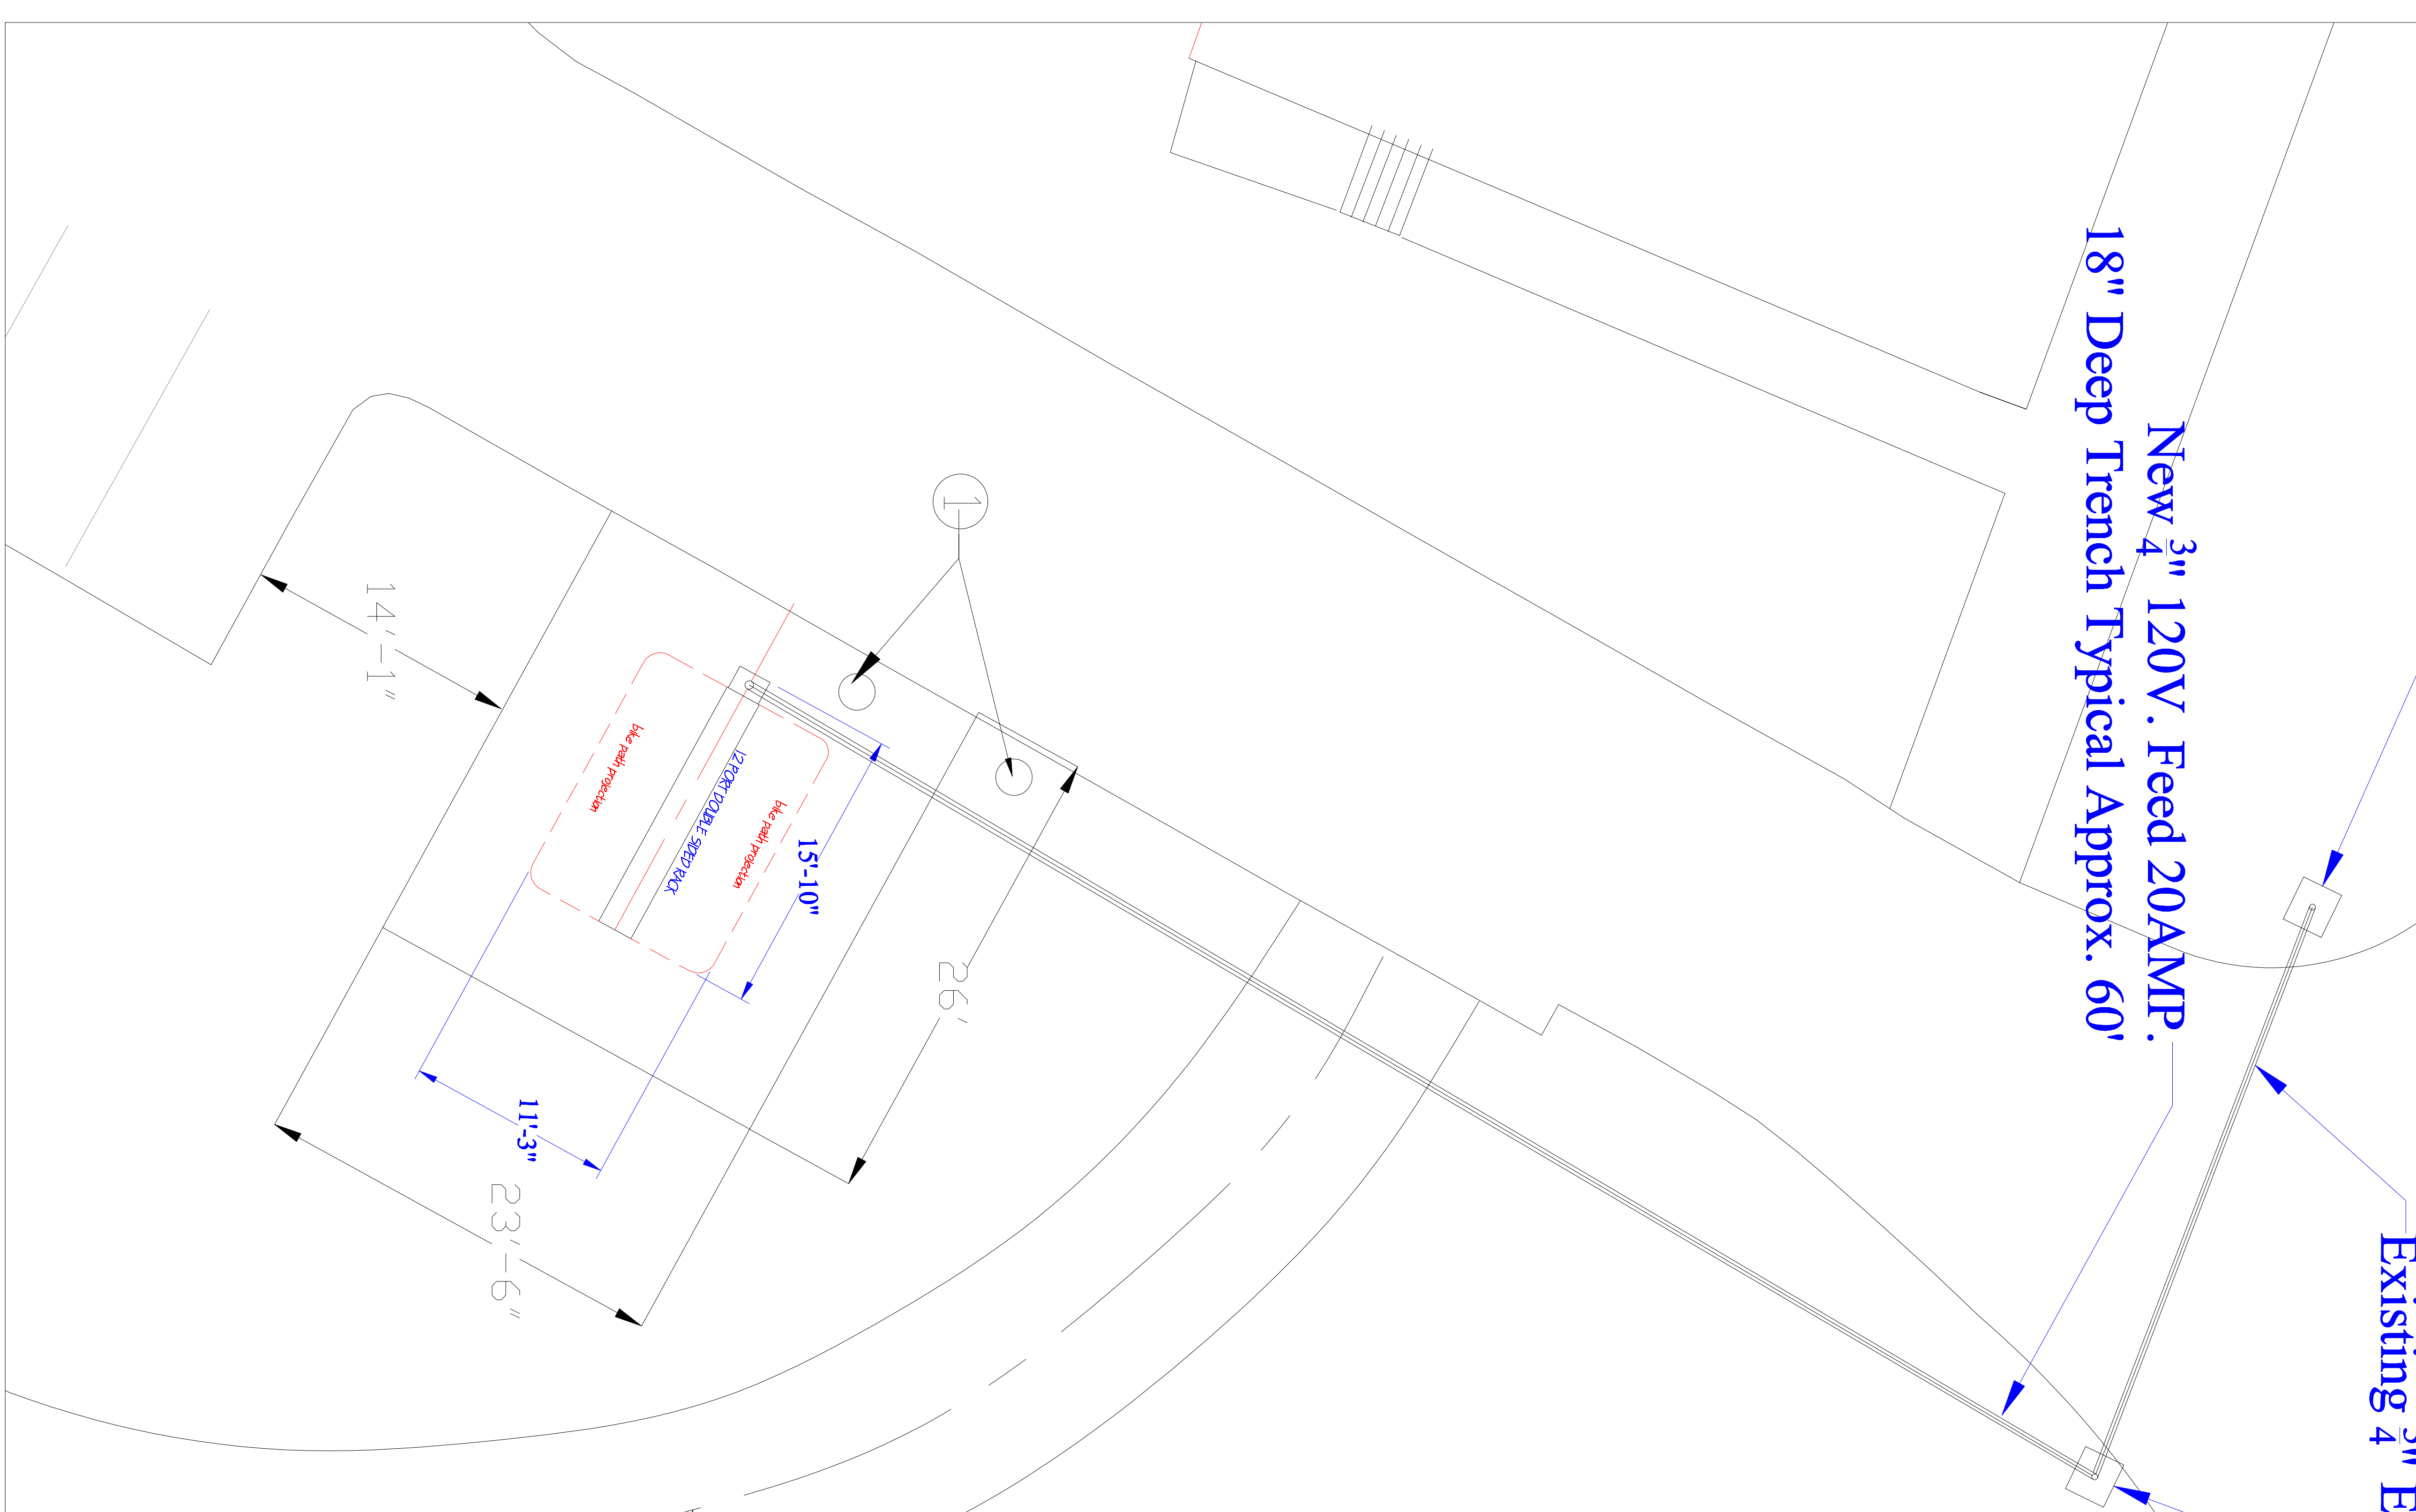 New 3/4" 120V. Feed 20AMP.
18" Deep Trench Typical Approx. 60'
Existing 3/4" E
1
14'-1"
bike path projection
12 PORT DOUBLE SIDED RACK
bike path projection
15'-10"
26'
11'-3"
23'-6"